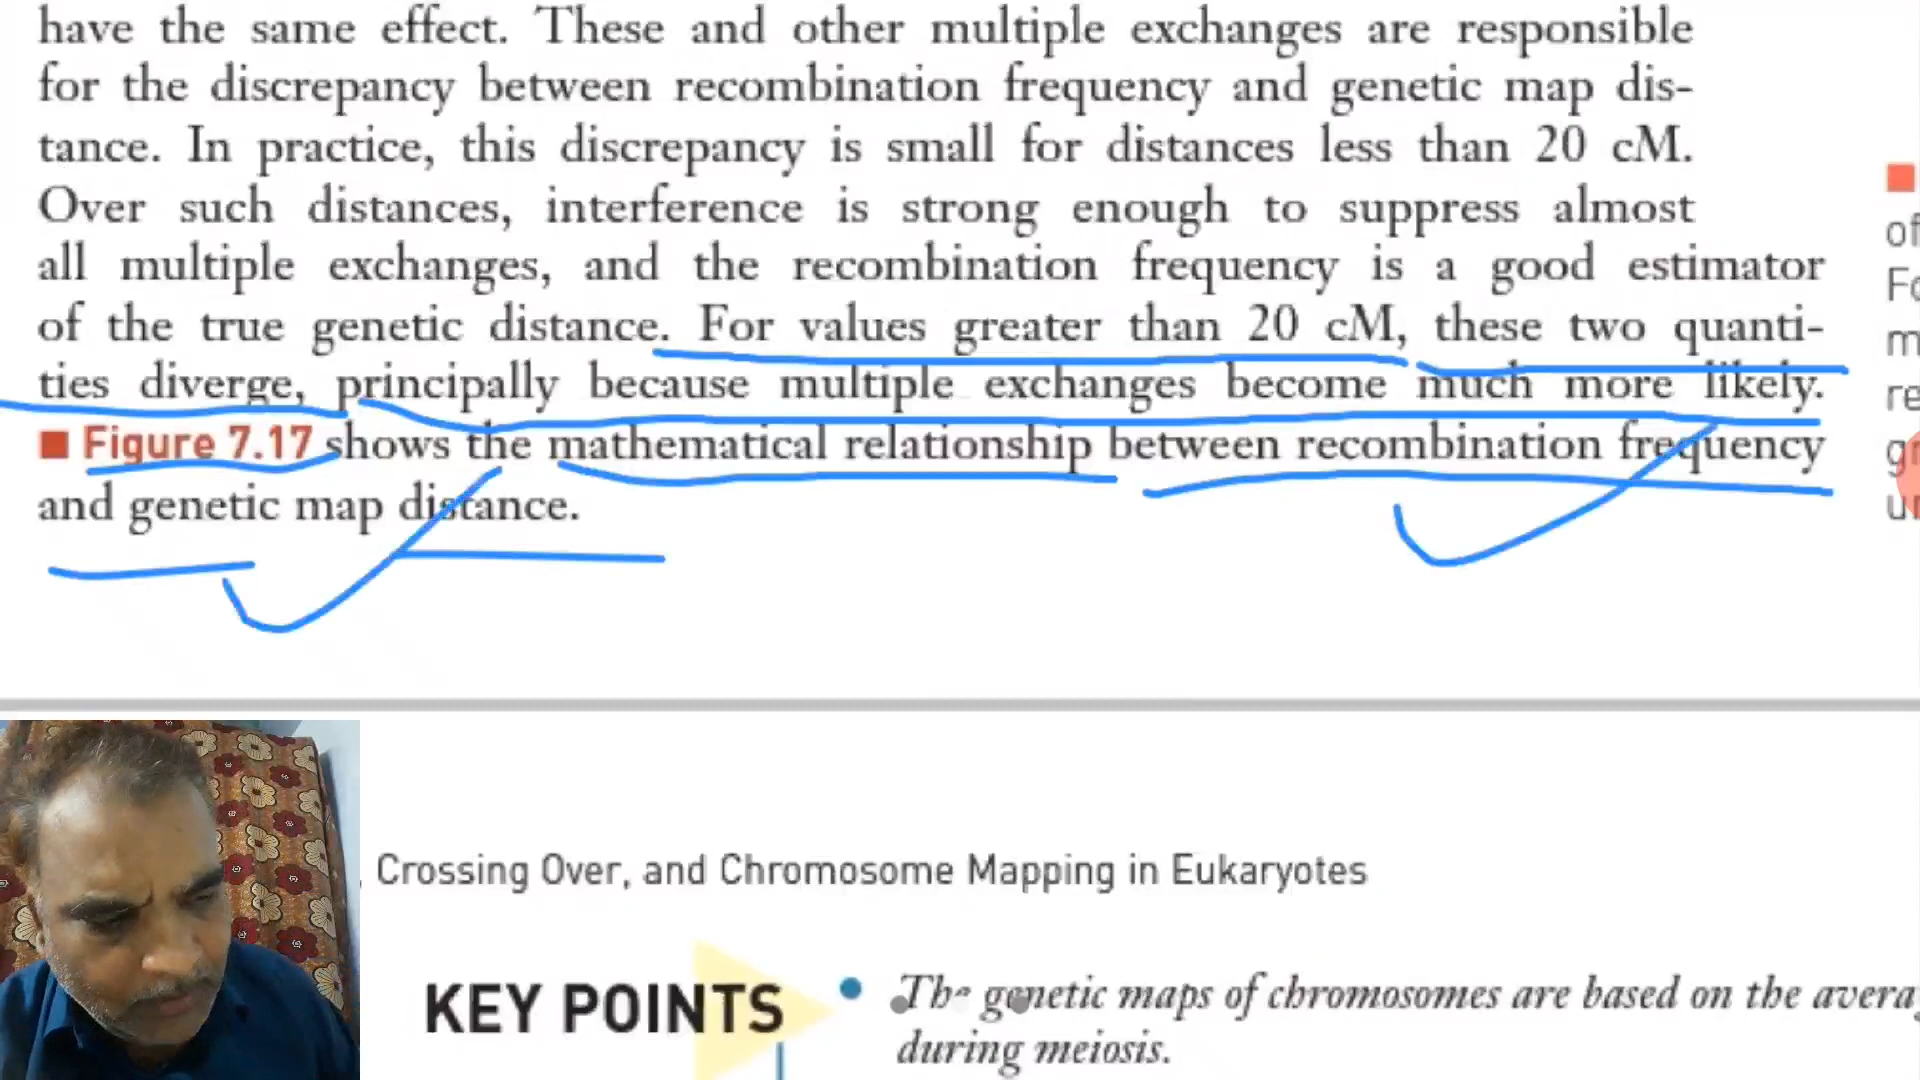 have the same effect. These and other multiple exchanges are responsible
for the discrepancy between recombination frequency and genetic map dis-
tance. In practice, this discrepancy is small for distances less than 20 cM.
Over such distances, interference is strong enough to suppress almost
all multiple exchanges, and the recombination frequency is a good estimator
of the true genetic distance. For values greater than 20 cM, these two quanti-
ties diverge, principally because multiple exchanges become much more likely.
■ Figure 7.17 shows the mathematical relationship between recombination frequency
and genetic map distance.
of
Crossing Over, and Chromosome Mapping in Eukaryotes
KEY POINTS
• The genetic maps of chromosomes are based on the
during meiosis.